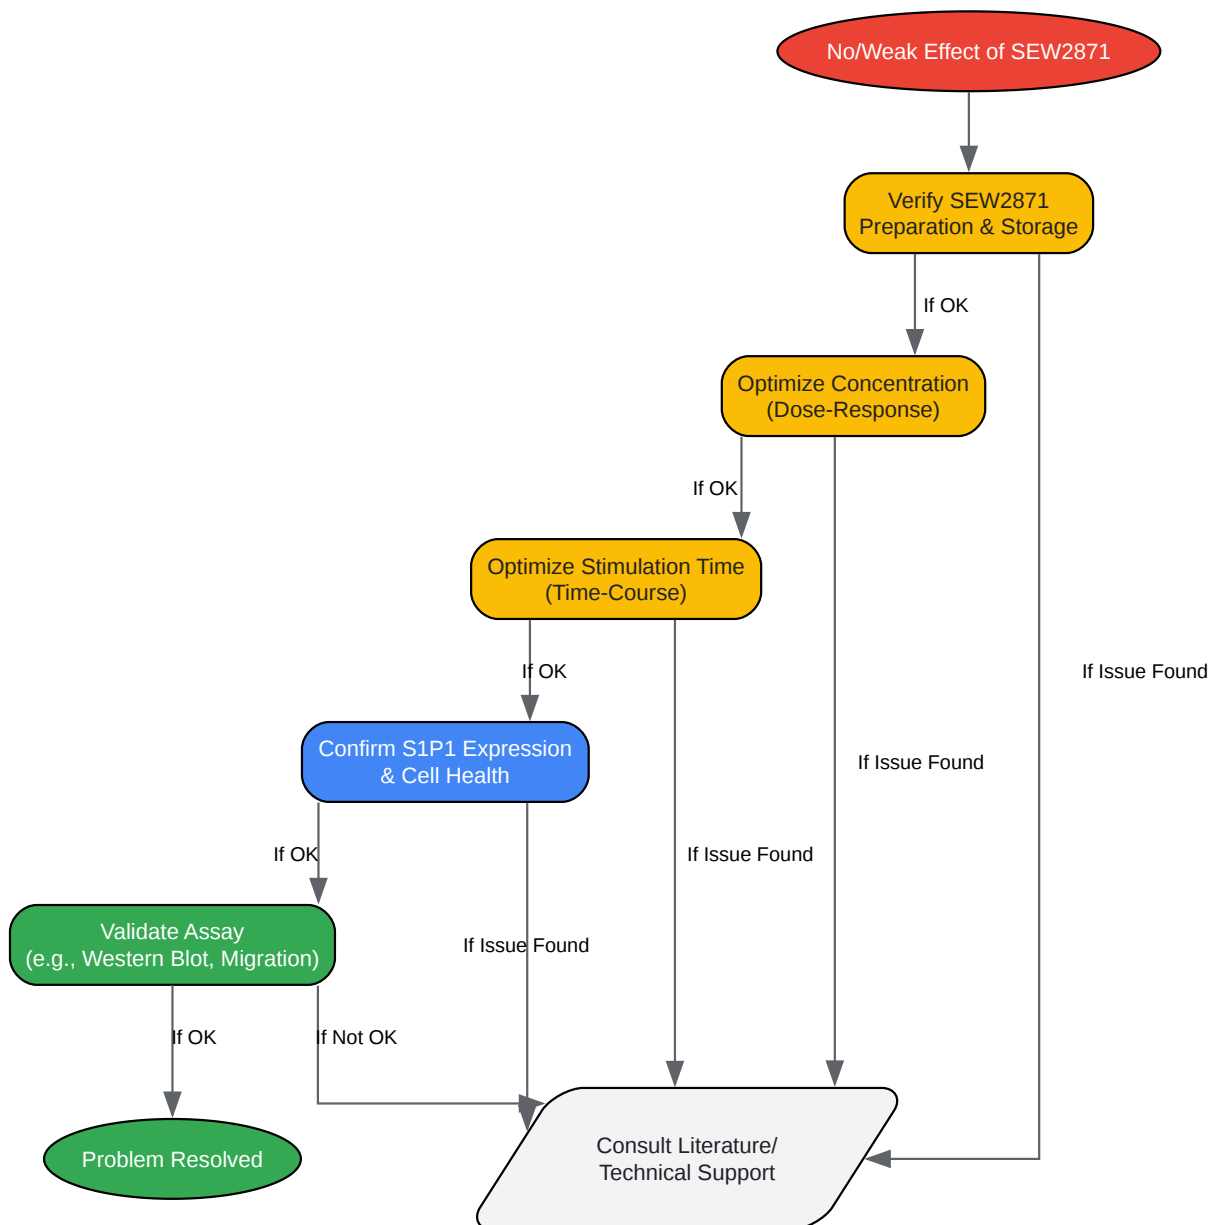 No/Weak Effect of SEW2871
Verify SEW2871
Preparation & Storage
If OK
Optimize Concentration
(Dose-Response)
If OK
Optimize Stimulation Time
(Time-Course)
If OK
If Issue Found
Confirm S1P1 Expression
& Cell Health
If Issue Found
If OK
If Issue Found
Validate Assay
(e.g., Western Blot, Migration)
If Issue Found
If OK
If Not OK
Problem Resolved
Consult Literature/
Technical Support